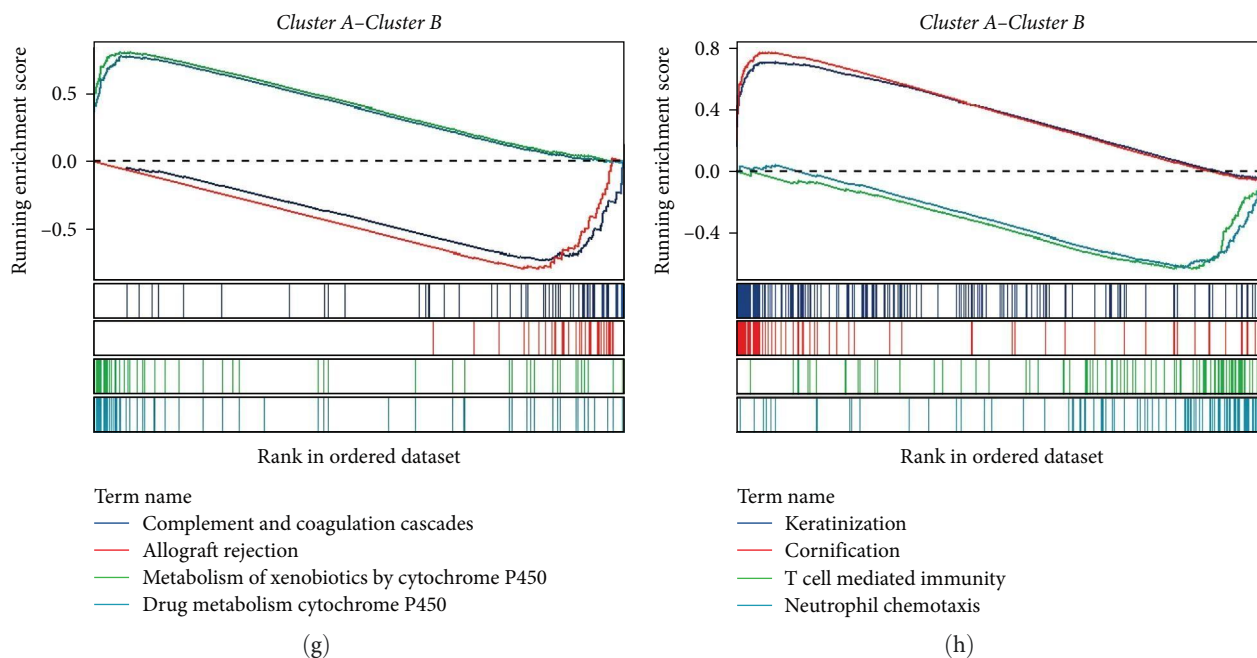 Cluster A–Cluster B
Running enrichment score
0.5
0.0
−0.5
Rank in ordered dataset
Term name
Complement and coagulation cascades
Allograft rejection
Metabolism of xenobiotics by cytochrome P450
Drug metabolism cytochrome P450
(g)
Cluster A–Cluster B
Running enrichment score
0.8
0.4
0.0
−0.4
Rank in ordered dataset
Term name
Keratinization
Cornification
T cell mediated immunity
Neutrophil chemotaxis
(h)